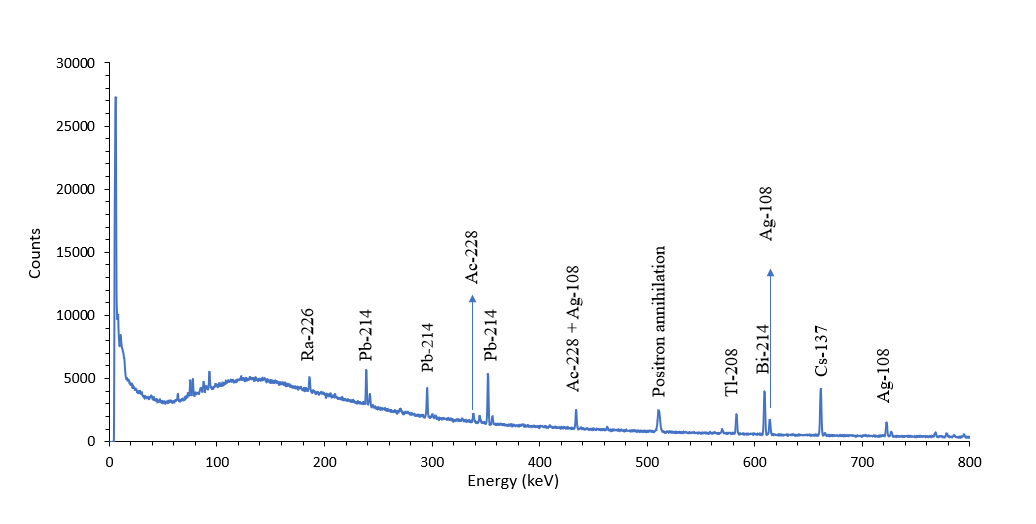 30000
25000
20000
15000
10000
5000
0
Counts
Ra-226
Pb-214
Pb-214
Ac-228
Pb-214
Ac-228 + Ag-108
Positron annihilation
Tl-208
Bi-214
Ag-108
Cs-137
Ag-108
0 100 200 300 400 500 600 700 800
Energy (keV)